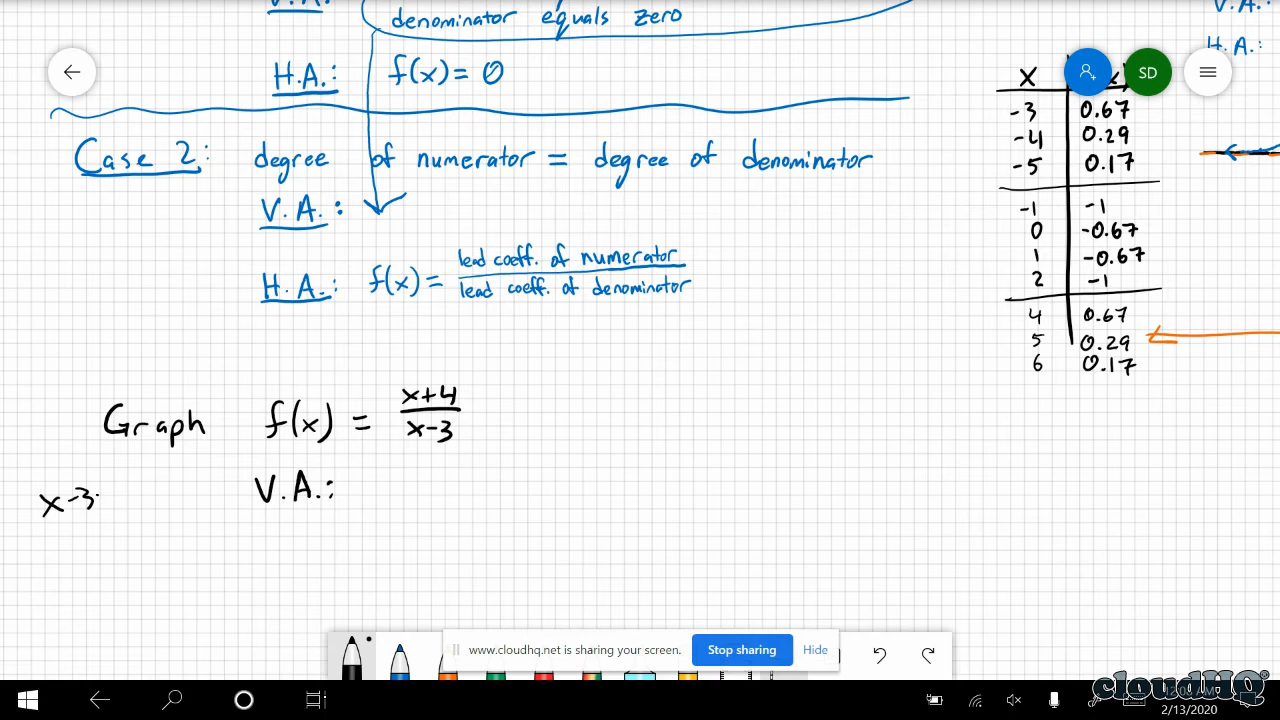 V.A.:
denominator equals zero
H.A.: f(x) = 0
Case 2: degree of numerator = degree of denominator
V.A.:
H.A.: f(x) = lead coeff. of numerator
lead coeff. of denominator
Graph f(x) = x+4
x-3
V.A.:
x-3
V.A.:
H.A.:
SD
x
-3 0.67
-4 0.29
-5 0.17
-1 -1
0 -0.67
1 -0.67
2 -1
4 0.67
5 0.29
6 0.17
www.cloudhq.net is sharing your screen. Stop sharing Hide
cloudHQ
2/13/2020